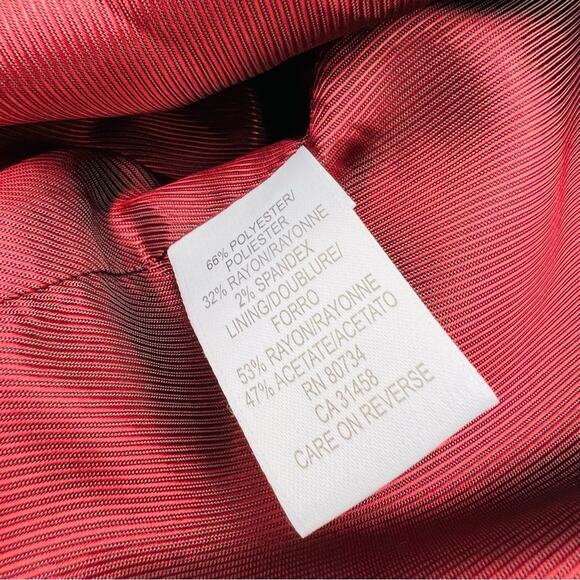 66% POLYESTER/
POLIESTER
32% RAYON/RAYONNE
2% SPANDEX
LINING/DOUBLURE/
FORRO
53% RAYON/RAYONNE
47% ACETATE/ACETATO
RN 80734
CA 31458
CARE ON REVERSE